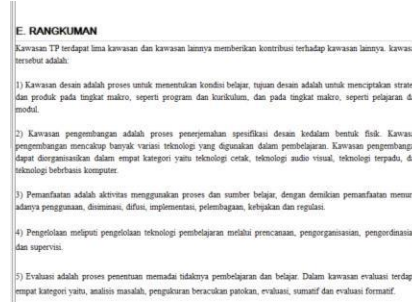 E. RANGKUMAN
Kawasan TP terdapat lima kawasan dan kawasan lainnya memberikan kontribusi terhadap kawasan lainnya. kawas
tersebut adalah:
1) Kawasan desain adalah proses untuk menentukan kondisi belajar, tujuan desain adalah untuk menciptakan strate
dan produk pada tingkat makro, seperti program dan kurikulum, dan pada tingkat makro, seperti pelajaran d
modul.
2) Kawasan pengembangan adalah proses penerjemahan spesifikasi desain kedalam bentuk fisik. Kawas
pengembangan mencakup banyak variasi teknologi yang digunakan dalam pembelajaran. Kawasan pengembang
dapat diorganisasikan dalam empat kategori yaitu teknologi cetak, teknologi audio visual, teknologi terpadu, d
teknologi bebrbasis komputer.
3) Pemanfaatan adalah aktivitas menggunakan proses dan sumber belajar, dengan demikian pemanfaatan menun
adanya penggunaan, disiminasi, difusi, implementasi, pelembagaan, kebijakan dan regulasi.
4) Pengelolaan meliputi pengelolaan teknologi pembelajaran melalui prencanaan, pengorganisasian, pengordinasia
dan supervisi.
5) Evaluasi adalah proses penentuan memadai tidaknya pembelajaran dan belajar. Dalam kawasan evaluasi terdap
empat kategori yaitu, analisis masalah, pengukuran beracukan patokan, evaluasi, sumatif dan evaluasi formatif.